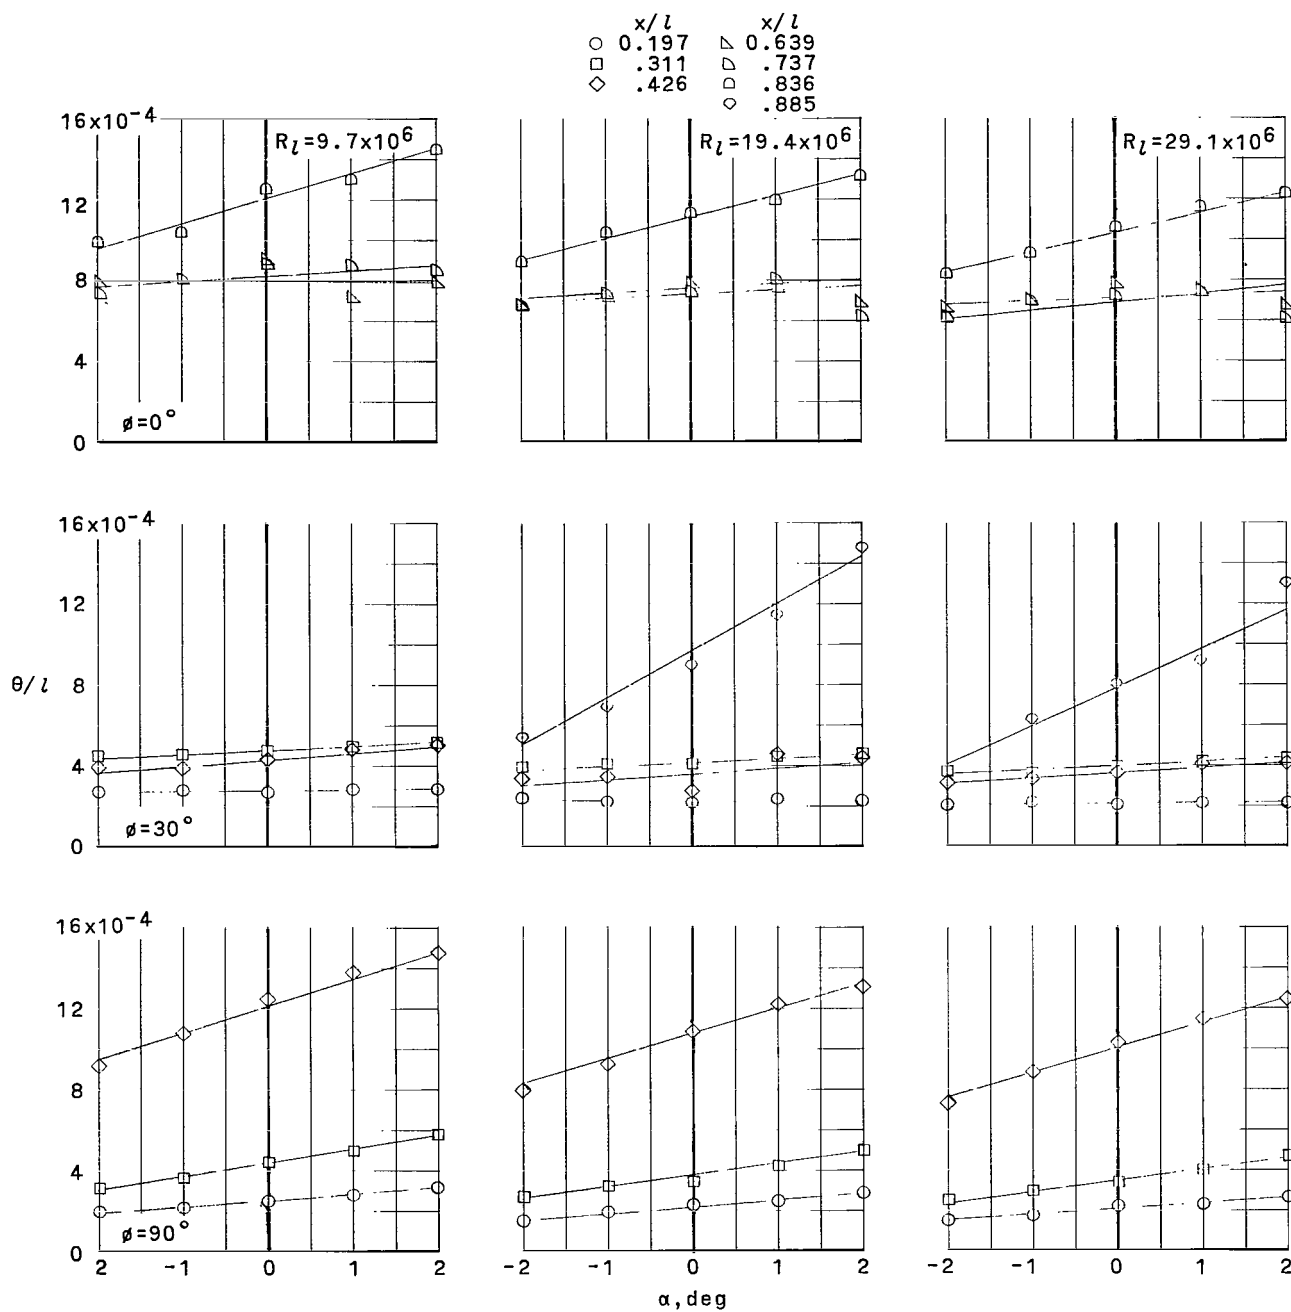 x/l x/l
○ 0.197 ◺ 0.639
□ .311 .737
◇ .426 .836
.885
16x10⁻⁴
R_l=9.7x10⁶ R_l=19.4x10⁶ R_l=29.1x10⁶
12
8
4
ø=0°
0
16x10⁻⁴
12
θ/l 8
4
ø=30°
0
16x10⁻⁴
12
8
4
ø=90°
0
2 -1 0 1 2 -2 -1 0 1 2 -2 -1 0 1 2
α,deg